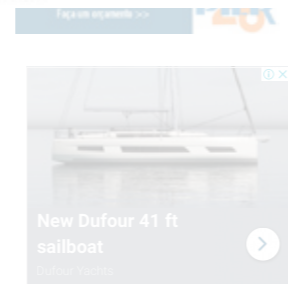 Faça um orçamento >>
New Dufour 41 ft
sailboat
Dufour Yachts